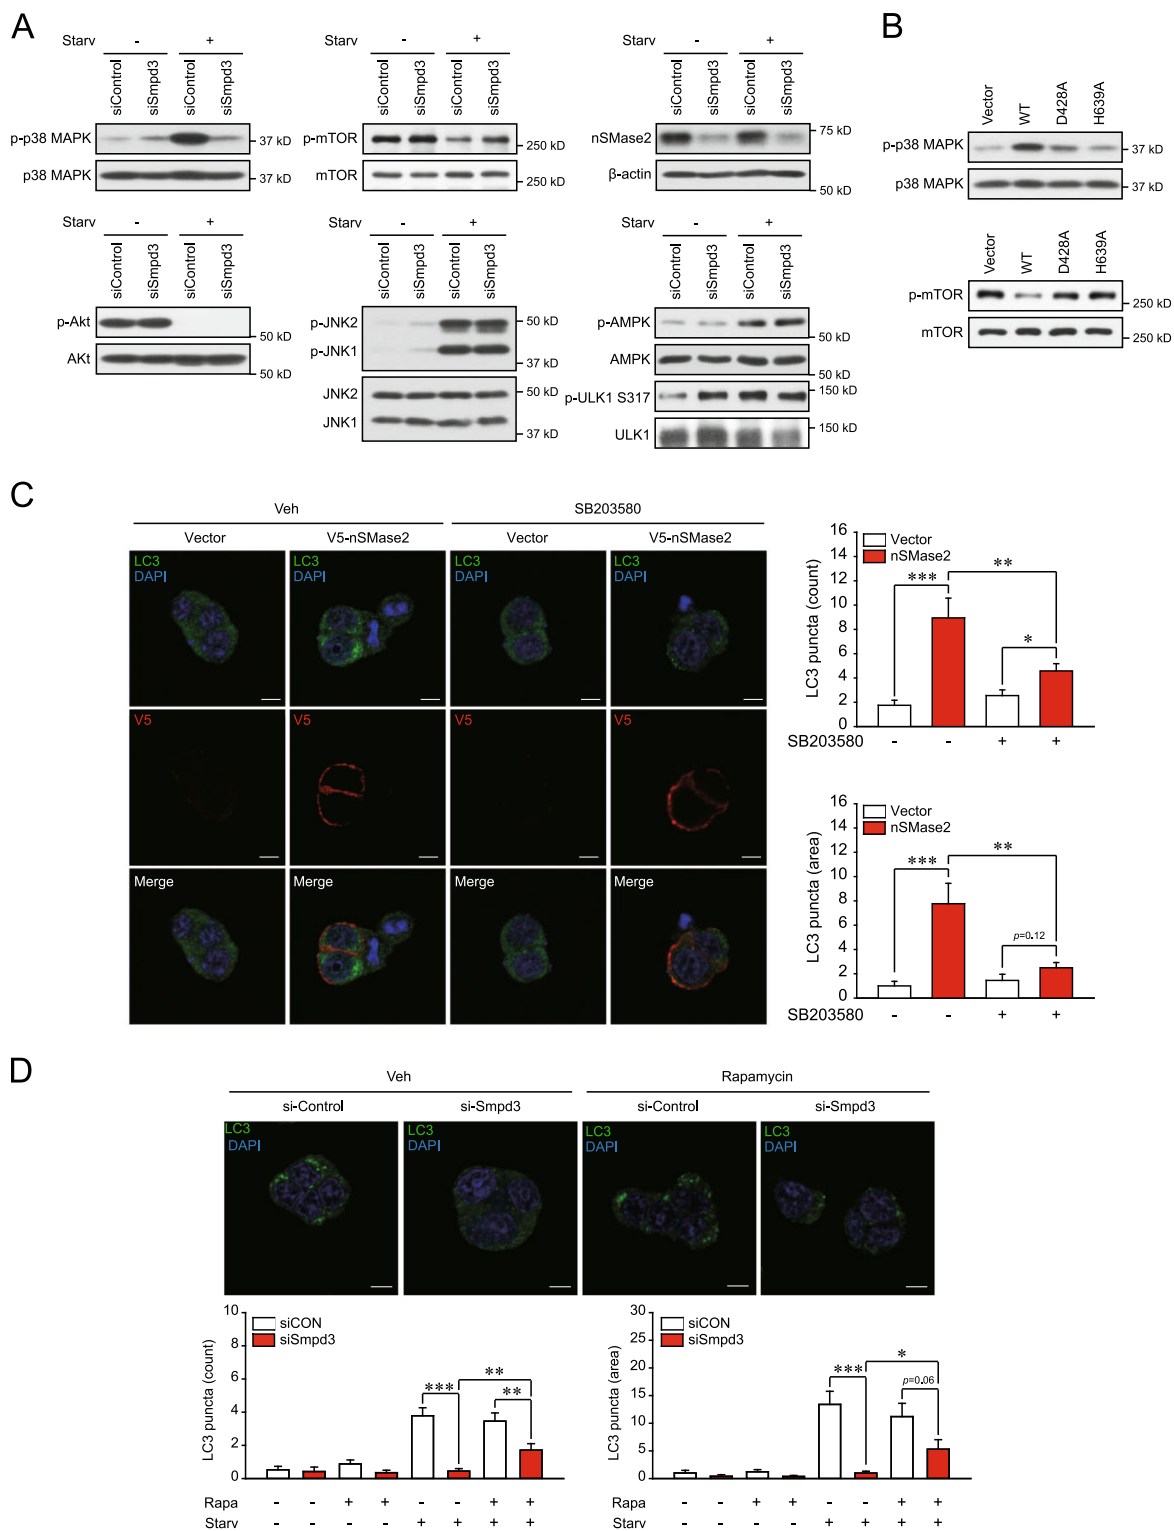 A
B
Starv - +
siControl siSmpd3 siControl siSmpd3
p-p38 MAPK 37 kD
p38 MAPK 37 kD
Starv - +
siControl siSmpd3 siControl siSmpd3
p-mTOR 250 kD
mTOR 250 kD
Starv - +
siControl siSmpd3 siControl siSmpd3
nSMase2 75 kD
β-actin 50 kD
Vector WT D428A H639A
p-p38 MAPK 37 kD
p38 MAPK 37 kD
Starv - +
siControl siSmpd3 siControl siSmpd3
p-Akt 50 kD
AKt 50 kD
Starv - +
siControl siSmpd3 siControl siSmpd3
p-JNK2 50 kD
p-JNK1 37 kD
JNK2 50 kD
JNK1 37 kD
Starv - +
siControl siSmpd3 siControl siSmpd3
p-AMPK 50 kD
AMPK 50 kD
p-ULK1 S317 150 kD
ULK1 150 kD
Vector WT D428A H639A
p-mTOR 250 kD
mTOR 250 kD
C
Veh SB203580
Vector V5-nSMase2 Vector V5-nSMase2
LC3 LC3 LC3 LC3
DAPI DAPI DAPI DAPI
V5 V5 V5 V5
Merge Merge Merge Merge
LC3 puncta (count)
16
14
12
10
8
6
4
2
0
Vector
nSMase2
*** **
*
SB203580 - - + +
LC3 puncta (area)
16
14
12
10
8
6
4
2
0
Vector
nSMase2
*** **
p=0.12
SB203580 - - + +
D
Veh Rapamycin
si-Control si-Smpd3 si-Control si-Smpd3
LC3 LC3 LC3 LC3
DAPI DAPI DAPI DAPI
LC3 puncta (count)
10
8
6
4
2
0
siCON
siSmpd3
*** ** **
Rapa - - + + - - + +
Starv - - - - + + + +
LC3 puncta (area)
30
25
20
15
10
5
0
siCON
siSmpd3
*** *
p=0.06
Rapa - - + + - - + +
Starv - - - - + + + +